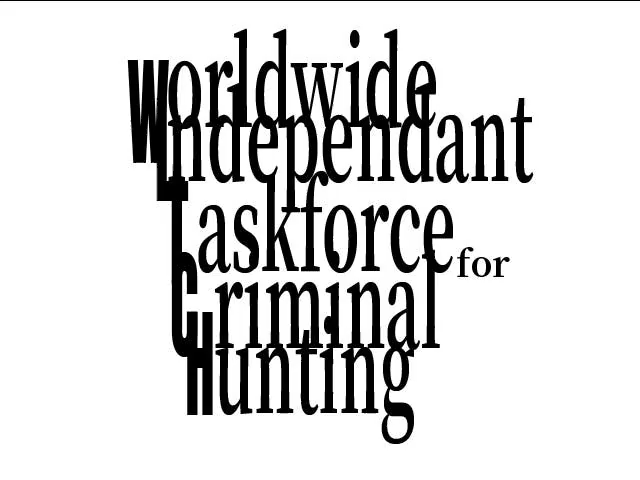 Worldwide
Independant
Taskforce for
Criminal
Hunting